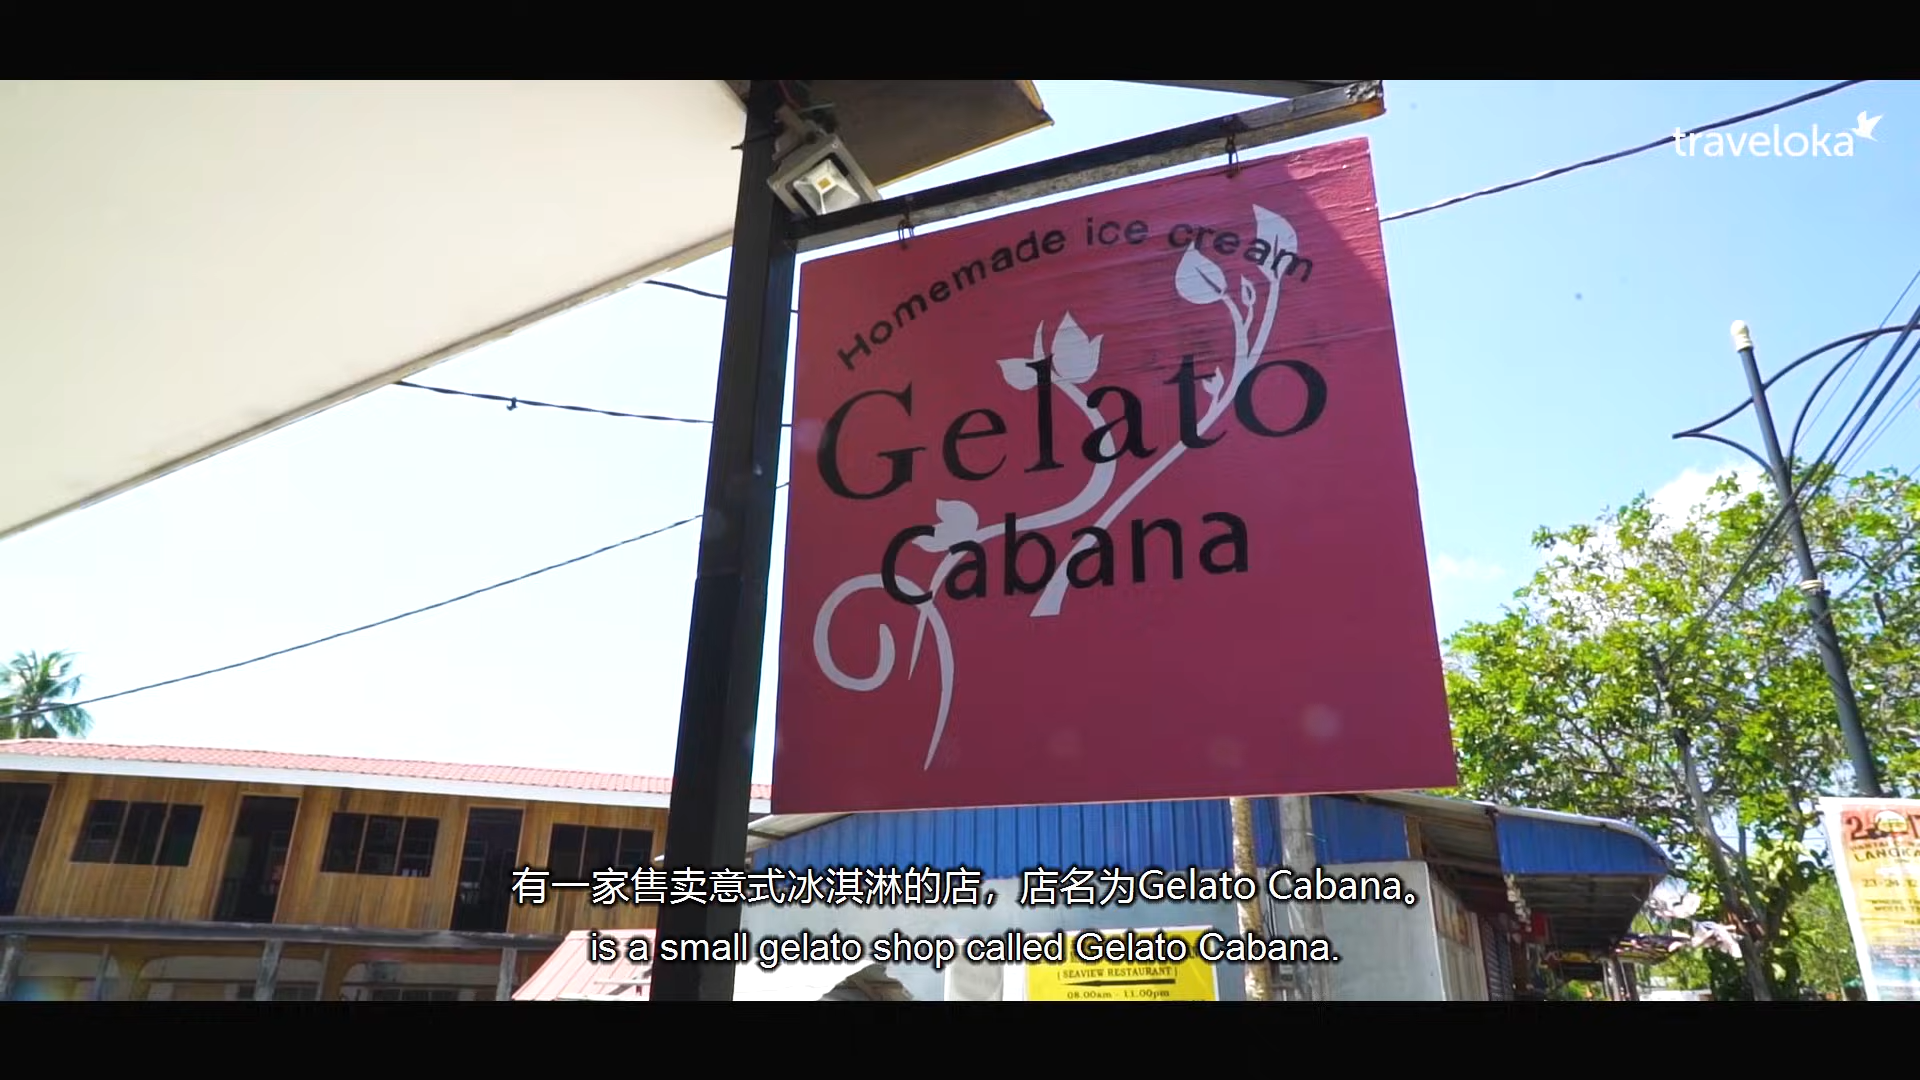 traveloka
Homemade ice cream
Gelato
Cabana
有一家售卖意式冰淇淋的店，店名为Gelato Cabana。
is a small gelato shop called Gelato Cabana.
( SEAVIEW RESTAURANT )
08.00am - 11.00pm